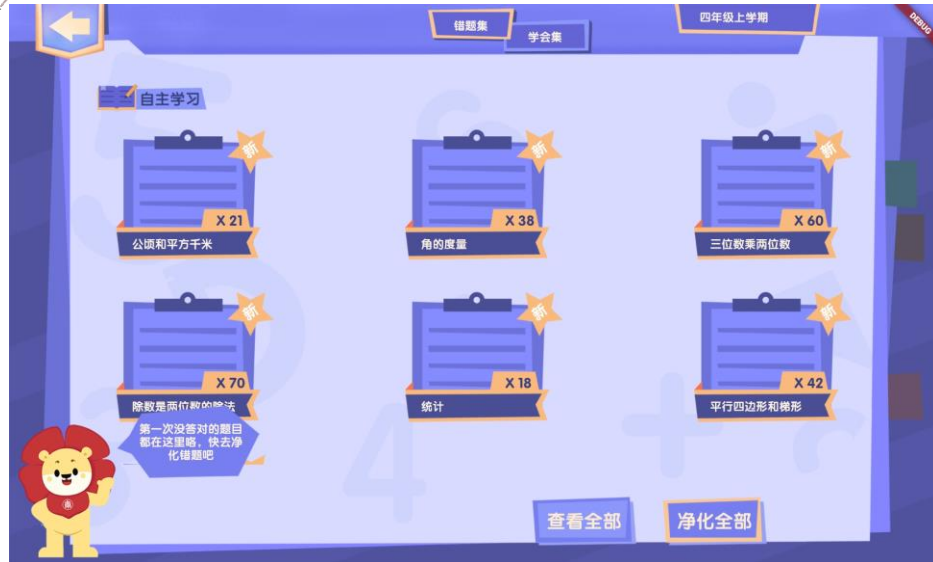 错题集
学会集
四年级上学期
DEBUG
自主学习
新
X 21
公顷和平方千米
新
X 38
角的度量
新
X 60
三位数乘两位数
新
X 70
除数是两位数的除法
新
X 18
统计
新
X 42
平行四边形和梯形
第一次没答对的题目
都在这里咯，快去净
化错题吧
查看全部
净化全部